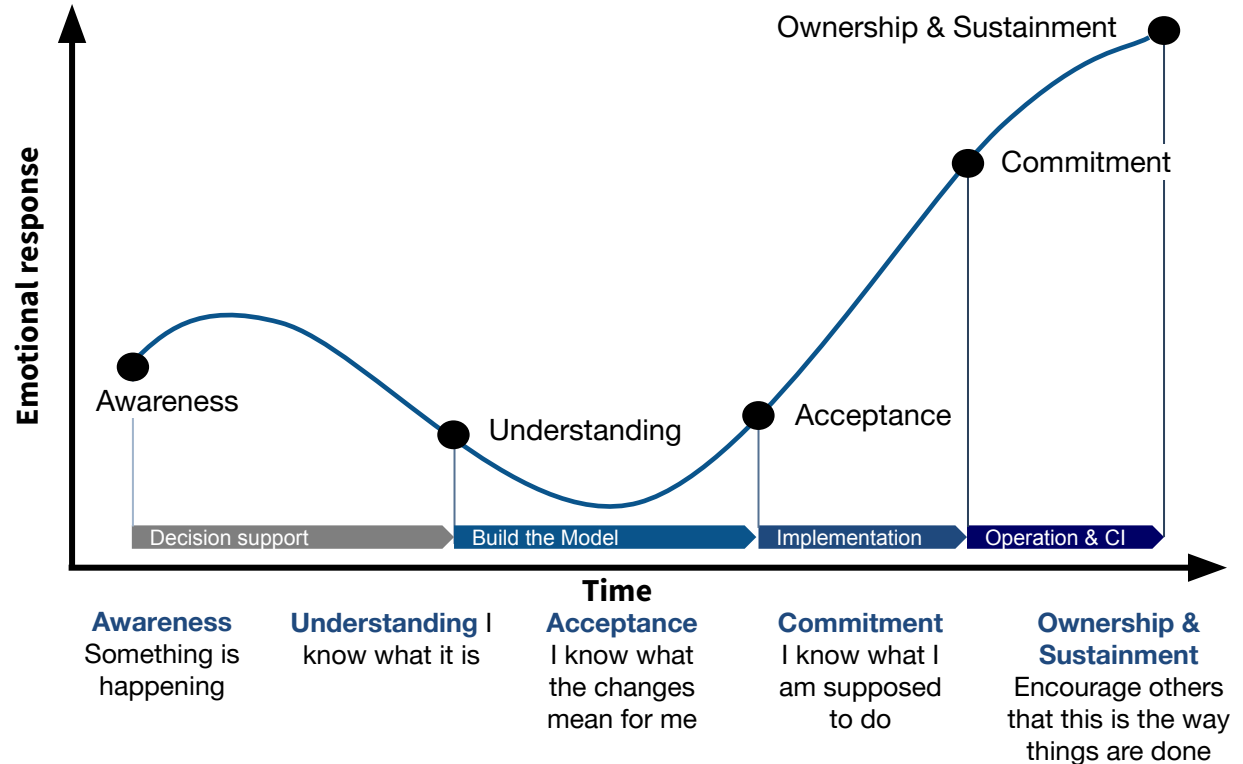 Ownership & Sustainment
Commitment
Emotional response
Awareness
Understanding
Acceptance
Decision support
Build the Model
Implementation
Operation & CI
Time
Awareness
Something is
happening
Understanding I
know what it is
Acceptance
I know what
the changes
mean for me
Commitment
I know what I
am supposed
to do
Ownership &
Sustainment
Encourage others
that this is the way
things are done